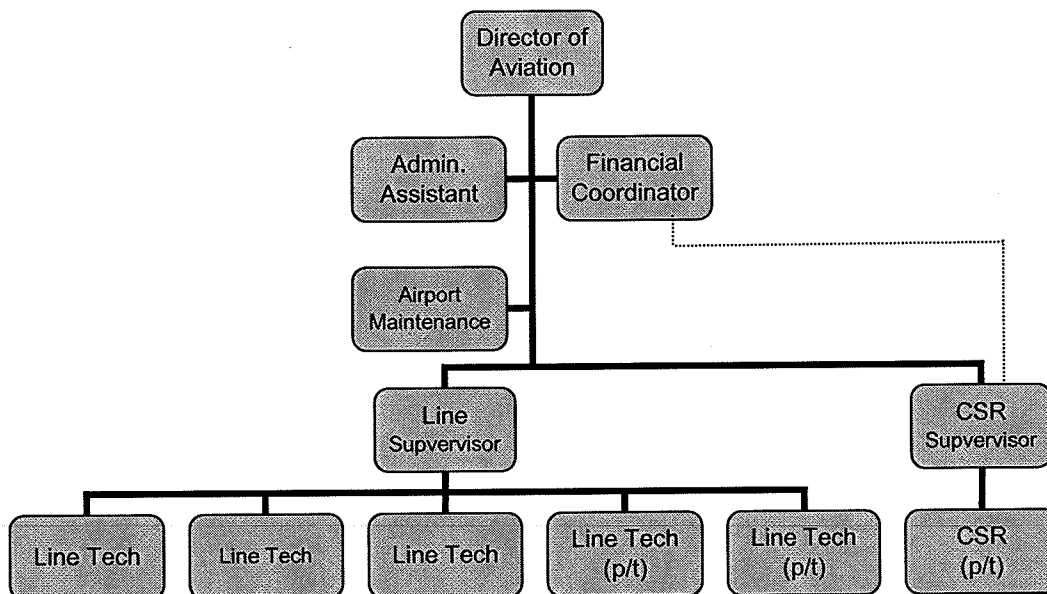 Director of
Aviation
Admin.
Assistant
Financial
Coordinator
Airport
Maintenance
Line
Supvervisor
CSR
Supvervisor
Line Tech
Line Tech
Line Tech
Line Tech
(p/t)
Line Tech
(p/t)
CSR
(p/t)